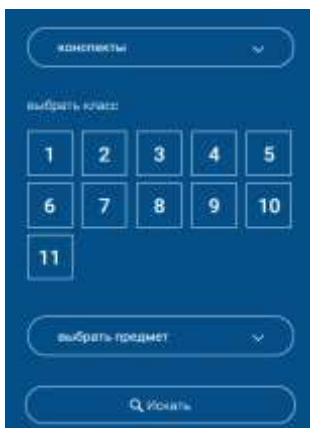 конспекты
выбрать класс
1 2 3 4 5
6 7 8 9 10
11
выбрать предмет
Искать